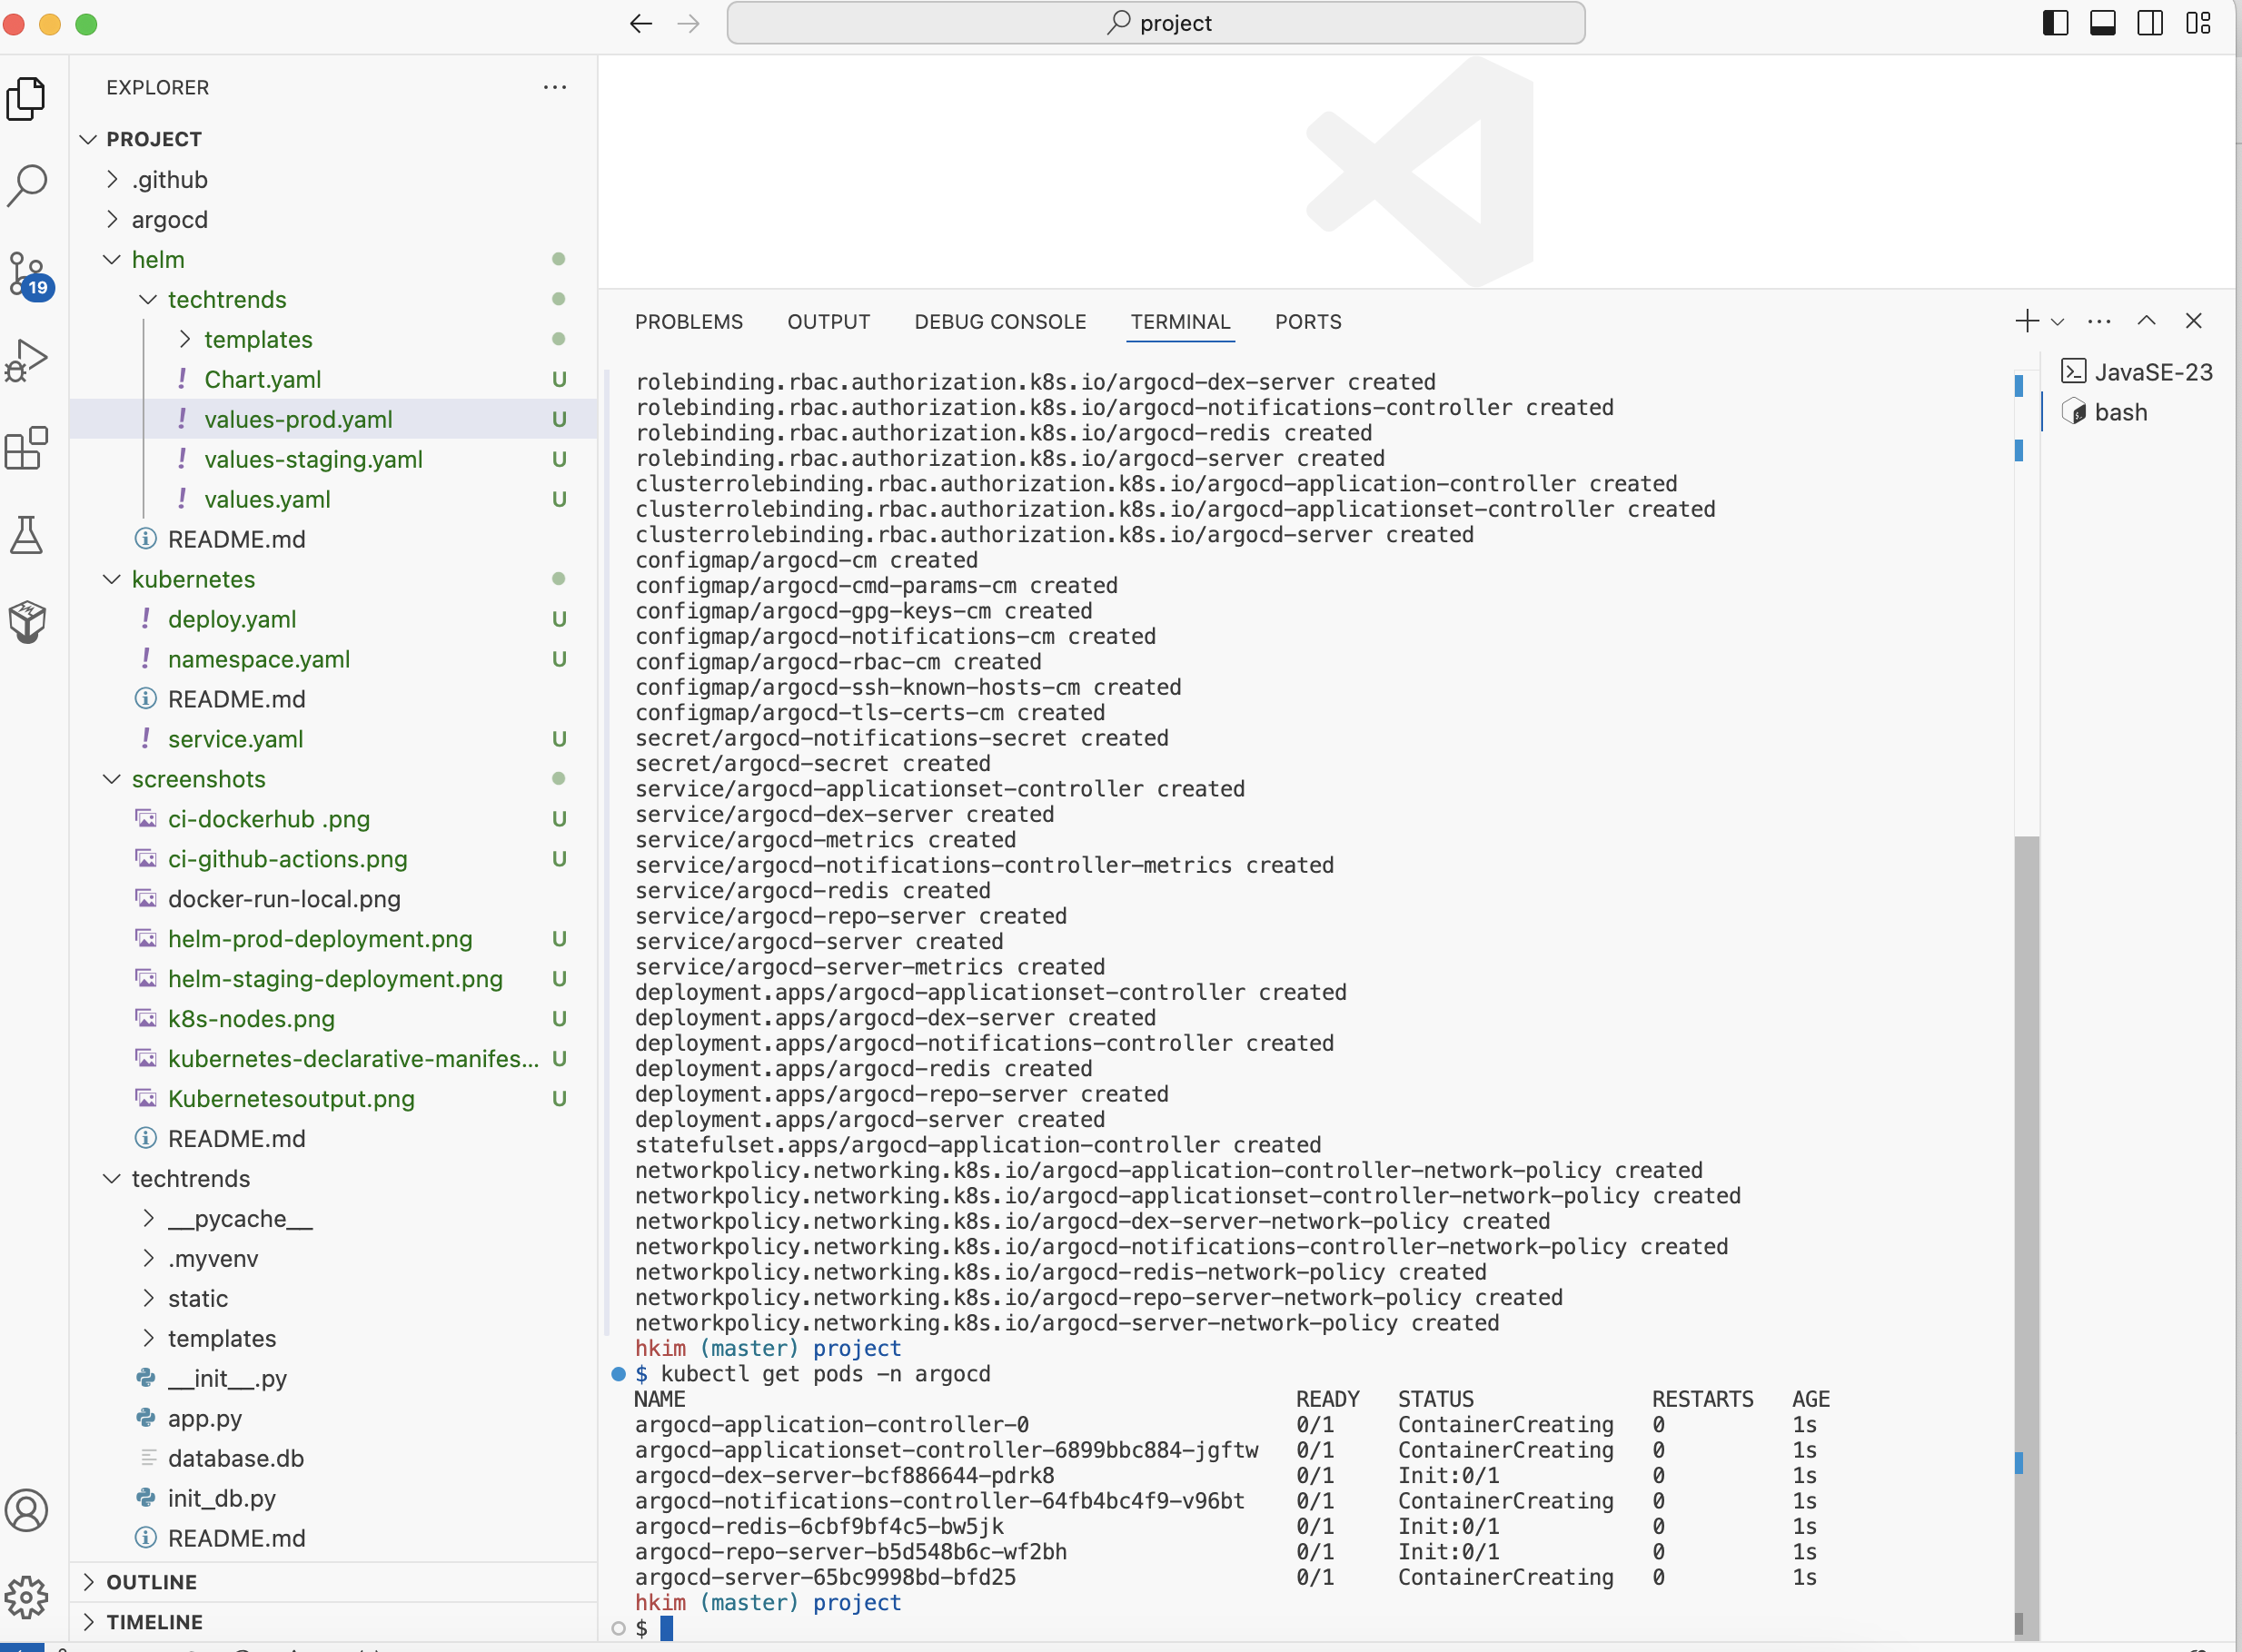 project
EXPLORER
PROJECT
.github
argocd
helm
techtrends
templates
Chart.yaml U
values-prod.yaml U
values-staging.yaml U
values.yaml U
README.md
kubernetes
deploy.yaml U
namespace.yaml U
README.md
service.yaml U
screenshots
ci-dockerhub .png U
ci-github-actions.png U
docker-run-local.png
helm-prod-deployment.png U
helm-staging-deployment.png U
k8s-nodes.png U
kubernetes-declarative-manifes... U
Kubernetesoutput.png U
README.md
techtrends
__pycache__
.myvenv
static
templates
__init__.py
app.py
database.db
init_db.py
README.md
OUTLINE
TIMELINE
19
PROBLEMS OUTPUT DEBUG CONSOLE TERMINAL PORTS
rolebinding.rbac.authorization.k8s.io/argocd-dex-server created
rolebinding.rbac.authorization.k8s.io/argocd-notifications-controller created
rolebinding.rbac.authorization.k8s.io/argocd-redis created
rolebinding.rbac.authorization.k8s.io/argocd-server created
clusterrolebinding.rbac.authorization.k8s.io/argocd-application-controller created
clusterrolebinding.rbac.authorization.k8s.io/argocd-applicationset-controller created
clusterrolebinding.rbac.authorization.k8s.io/argocd-server created
configmap/argocd-cm created
configmap/argocd-cmd-params-cm created
configmap/argocd-gpg-keys-cm created
configmap/argocd-notifications-cm created
configmap/argocd-rbac-cm created
configmap/argocd-ssh-known-hosts-cm created
configmap/argocd-tls-certs-cm created
secret/argocd-notifications-secret created
secret/argocd-secret created
service/argocd-applicationset-controller created
service/argocd-dex-server created
service/argocd-metrics created
service/argocd-notifications-controller-metrics created
service/argocd-redis created
service/argocd-repo-server created
service/argocd-server created
service/argocd-server-metrics created
deployment.apps/argocd-applicationset-controller created
deployment.apps/argocd-dex-server created
deployment.apps/argocd-notifications-controller created
deployment.apps/argocd-redis created
deployment.apps/argocd-repo-server created
deployment.apps/argocd-server created
statefulset.apps/argocd-application-controller created
networkpolicy.networking.k8s.io/argocd-application-controller-network-policy created
networkpolicy.networking.k8s.io/argocd-applicationset-controller-network-policy created
networkpolicy.networking.k8s.io/argocd-dex-server-network-policy created
networkpolicy.networking.k8s.io/argocd-notifications-controller-network-policy created
networkpolicy.networking.k8s.io/argocd-redis-network-policy created
networkpolicy.networking.k8s.io/argocd-repo-server-network-policy created
networkpolicy.networking.k8s.io/argocd-server-network-policy created
hkim (master) project
$ kubectl get pods -n argocd
NAME READY STATUS RESTARTS AGE
argocd-application-controller-0 0/1 ContainerCreating 0 1s
argocd-applicationset-controller-6899bbc884-jgftw 0/1 ContainerCreating 0 1s
argocd-dex-server-bcf886644-pdrk8 0/1 Init:0/1 0 1s
argocd-notifications-controller-64fb4bc4f9-v96bt 0/1 ContainerCreating 0 1s
argocd-redis-6cbf9bf4c5-bw5jk 0/1 Init:0/1 0 1s
argocd-repo-server-b5d548b6c-wf2bh 0/1 Init:0/1 0 1s
argocd-server-65bc9998bd-bfd25 0/1 ContainerCreating 0 1s
hkim (master) project
$
JavaSE-23
bash